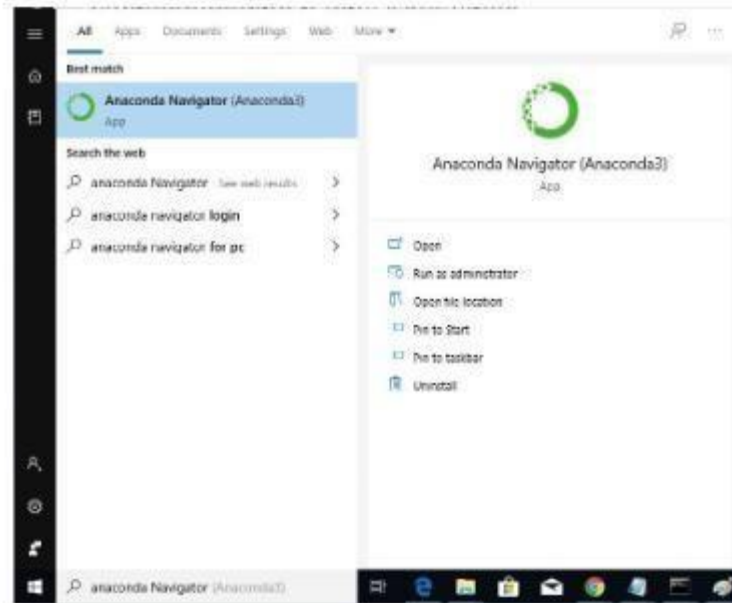 All Apps Documents Settings Web More
Best match
Anaconda Navigator (Anaconda3)
App
Search the web
anaconda Navigator - See web results
anaconda navigator login
anaconda navigator for pc
Anaconda Navigator (Anaconda3)
App
Open
Run as administrator
Open file location
Pin to Start
Pin to taskbar
Uninstall
anaconda Navigator (Anaconda3)